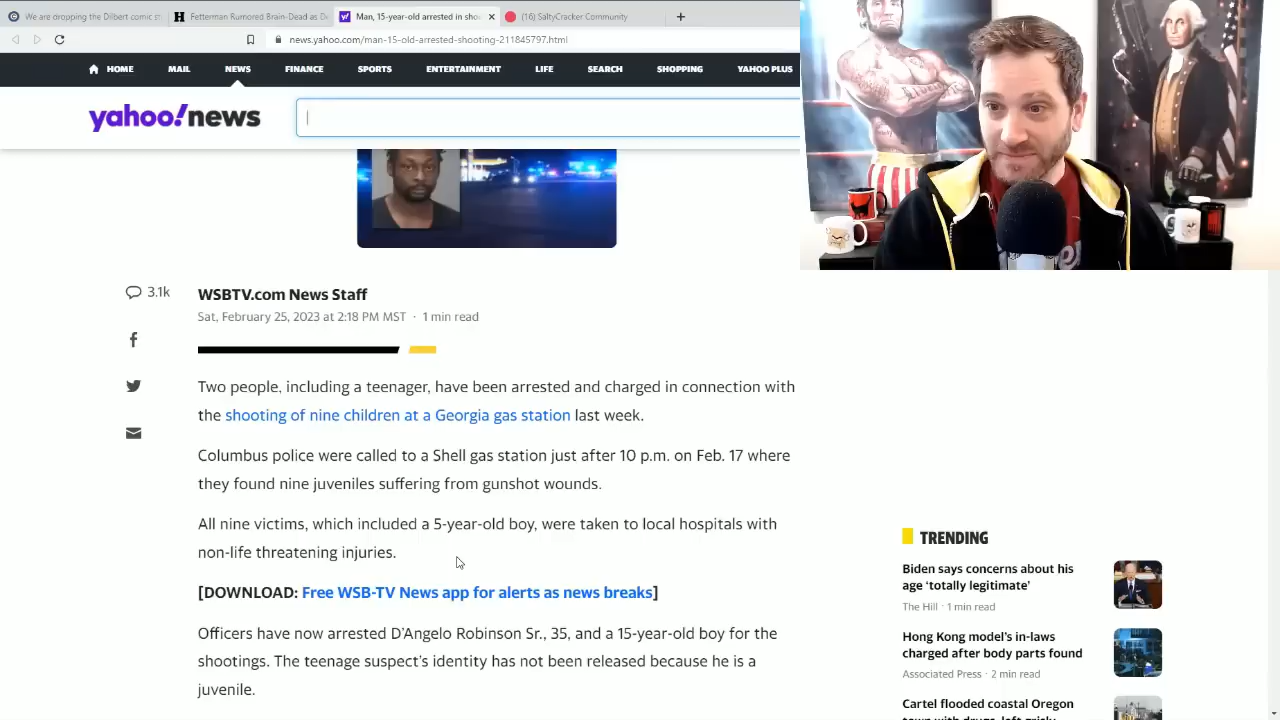 We are dropping the Dilbert comic st
Fetterman Rumored Brain-Dead as De
Man, 15-year-old arrested in shoo
(16) SaltyCracker Community
news.yahoo.com/man-15-old-arrested-shooting-211845797.html
HOME MAIL NEWS FINANCE SPORTS ENTERTAINMENT LIFE SEARCH SHOPPING YAHOO PLUS
yahoo!news
3.1k
WSBTV.com News Staff
Sat, February 25, 2023 at 2:18 PM MST · 1 min read
Two people, including a teenager, have been arrested and charged in connection with
the shooting of nine children at a Georgia gas station last week.
Columbus police were called to a Shell gas station just after 10 p.m. on Feb. 17 where
they found nine juveniles suffering from gunshot wounds.
All nine victims, which included a 5-year-old boy, were taken to local hospitals with
non-life threatening injuries.
[DOWNLOAD: Free WSB-TV News app for alerts as news breaks]
Officers have now arrested D’Angelo Robinson Sr., 35, and a 15-year-old boy for the
shootings. The teenage suspect’s identity has not been released because he is a
juvenile.
TRENDING
Biden says concerns about his
age ‘totally legitimate’
The Hill · 1 min read
Hong Kong model's in-laws
charged after body parts found
Associated Press · 2 min read
Cartel flooded coastal Oregon
town with drugs, left grisly